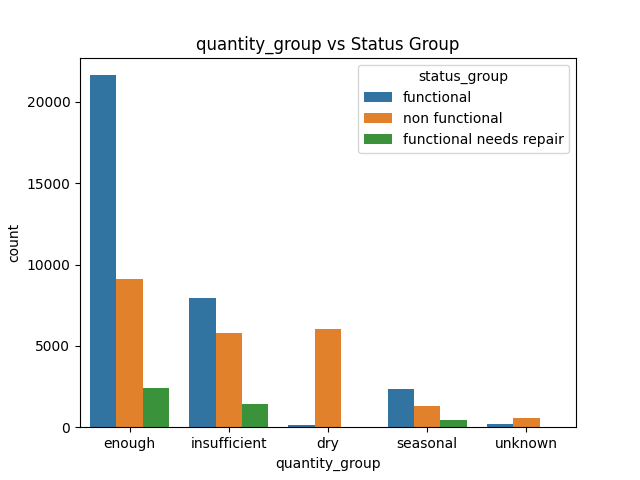 quantity_group vs Status Group
status_group
functional
non functional
functional needs repair
count
20000
15000
10000
5000
0
enough insufficient dry seasonal unknown
quantity_group